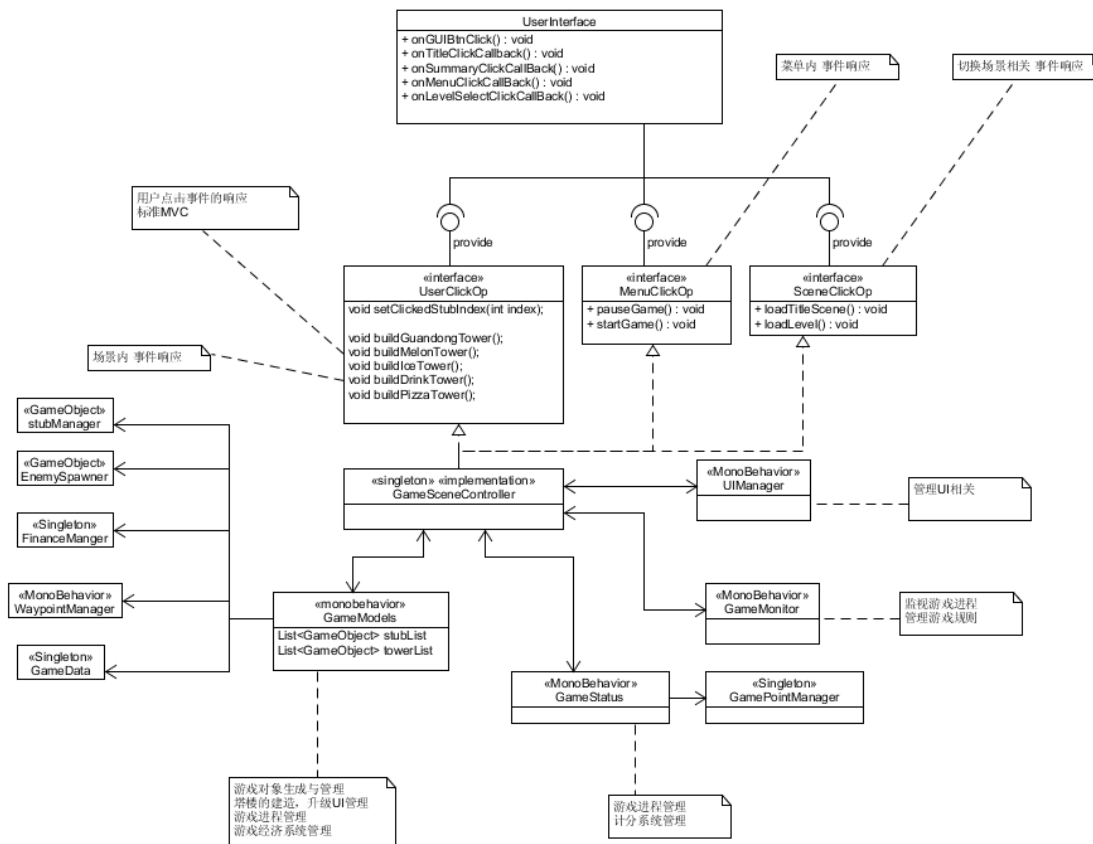 UserInterface
+ onGUIBtnClick() : void
+ onTitleClickCallback() : void
+ onSummaryClickCallBack() : void
+ onMenuClickCallBack() : void
+ onLevelSelectClickCallBack() : void
菜单内 事件响应
切换场景相关 事件响应
用户点击事件的响应
标准MVC
provide
provide
provide
«interface»
UserClickOp
void setClickedStubIndex(int index);
void buildGuandongTower();
void buildMelonTower();
void buildIceTower();
void buildDrinkTower();
void buildPizzaTower();
«interface»
MenuClickOp
+ pauseGame() : void
+ startGame() : void
«interface»
SceneClickOp
+ loadTitleScene() : void
+ loadLevel() : void
场景内 事件响应
«GameObject»
stubManager
«GameObject»
EnemySpawner
«Singleton»
FinanceManger
«MonoBehavior»
WaypointManager
«Singleton»
GameData
«singleton» «implementation»
GameSceneController
«MonoBehavior»
UIManager
管理UI相关
«monobehavior»
GameModels
List<GameObject> stubList
List<GameObject> towerList
«MonoBehavior»
GameMonitor
监视游戏进程
管理游戏规则
«MonoBehavior»
GameStatus
«Singleton»
GamePointManager
游戏对象生成与管理
塔楼的建造，升级UI管理
游戏进程管理
游戏经济系统管理
游戏进程管理
计分系统管理